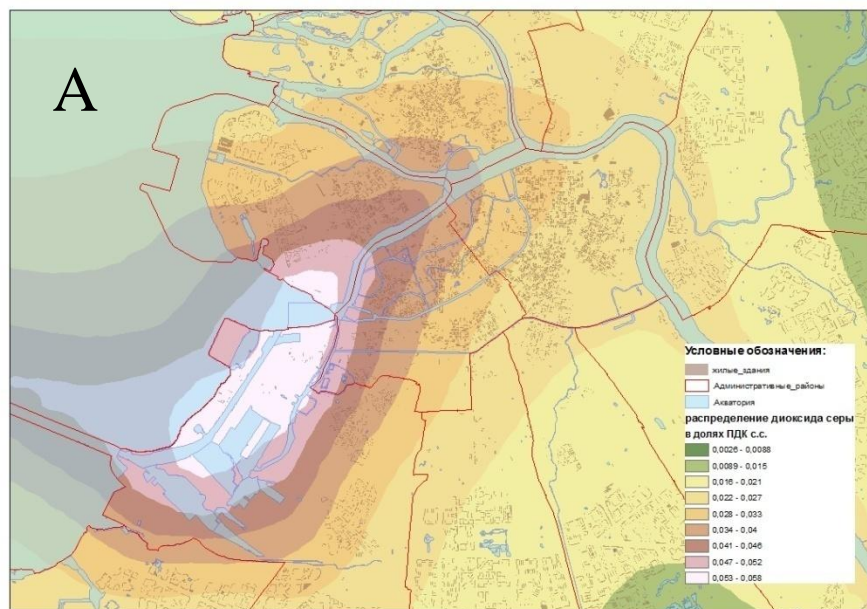 А
Условные обозначения:
жилые_здания
Административные_районы
Акватория
распределение диоксида серы
в долях ПДК с.с.
0,0026 - 0,0088
0,0089 - 0,015
0,016 - 0,021
0,022 - 0,027
0,028 - 0,033
0,034 - 0,04
0,041 - 0,046
0,047 - 0,052
0,053 - 0,058